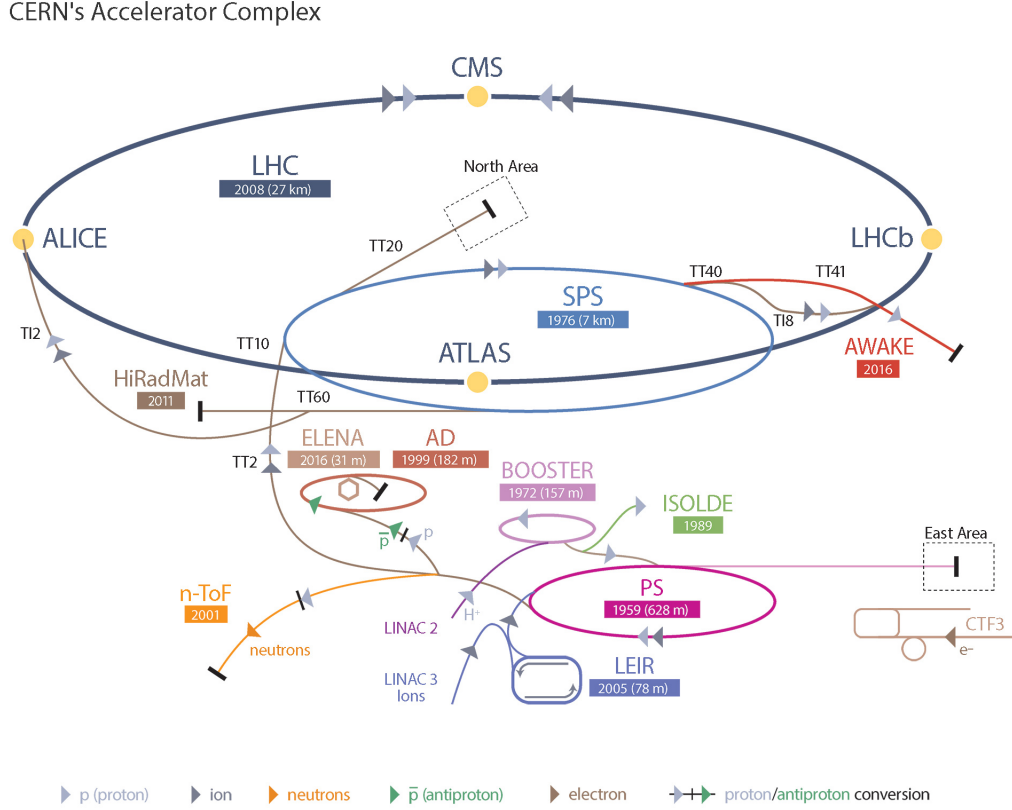 CERN's Accelerator Complex
CMS
North Area
LHC
2008 (27 km)
ALICE
LHCb
TT20
TT40
TT41
SPS
1976 (7 km)
TI8
TI2
TT10
ATLAS
AWAKE
2016
HiRadMat
2011
TT60
ELENA
2016 (31 m)
AD
1999 (182 m)
TT2
BOOSTER
1972 (157 m)
ISOLDE
1989
East Area
p̅
p
n-ToF
2001
PS
1959 (628 m)
H⁺
LINAC 2
neutrons
CTF3
e⁻
LINAC 3
Ions
LEIR
2005 (78 m)
p (proton)
ion
neutrons
p̅ (antiproton)
electron
proton/antiproton conversion